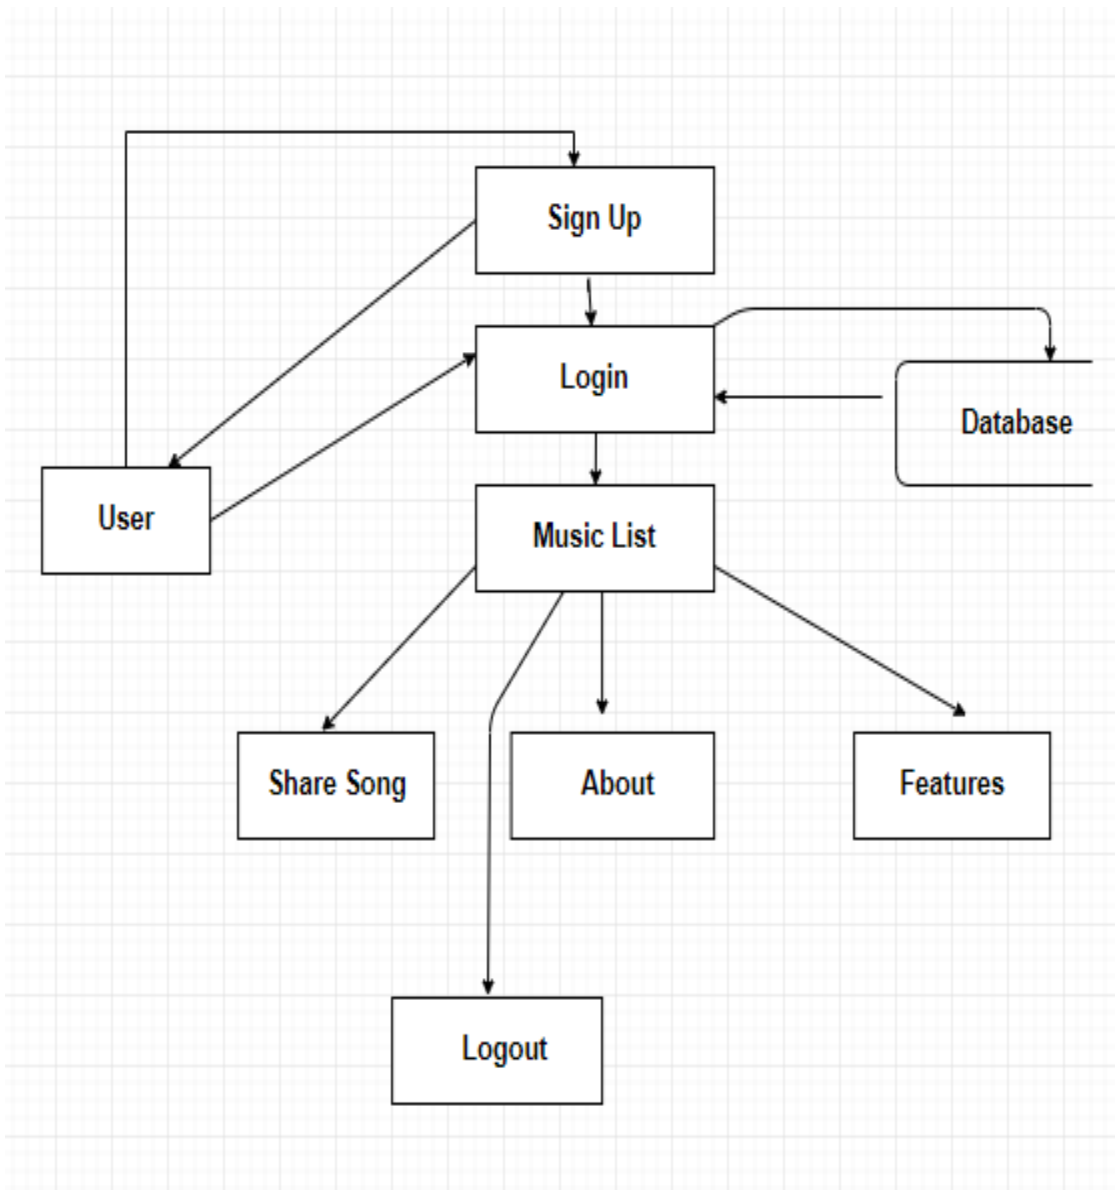 Sign Up
Login
Database
User
Music List
Share Song
About
Features
Logout